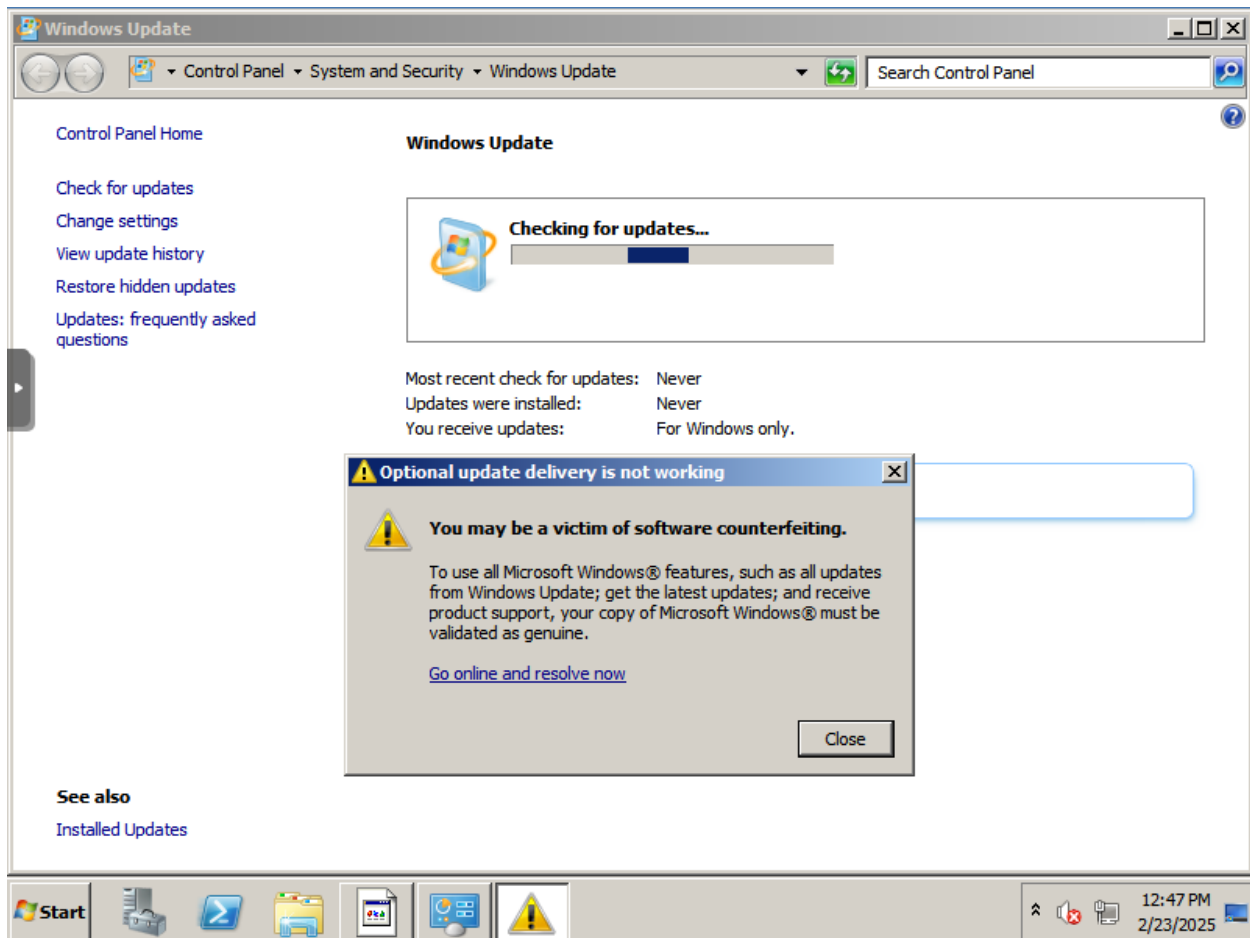 Windows Update
Control Panel
System and Security
Windows Update
Search Control Panel
Control Panel Home
Check for updates
Change settings
View update history
Restore hidden updates
Updates: frequently asked
questions
Windows Update
Checking for updates...
Most recent check for updates: Never
Updates were installed: Never
You receive updates: For Windows only.
Optional update delivery is not working
You may be a victim of software counterfeiting.
To use all Microsoft Windows® features, such as all updates
from Windows Update; get the latest updates; and receive
product support, your copy of Microsoft Windows® must be
validated as genuine.
Go online and resolve now
Close
See also
Installed Updates
Start
12:47 PM
2/23/2025